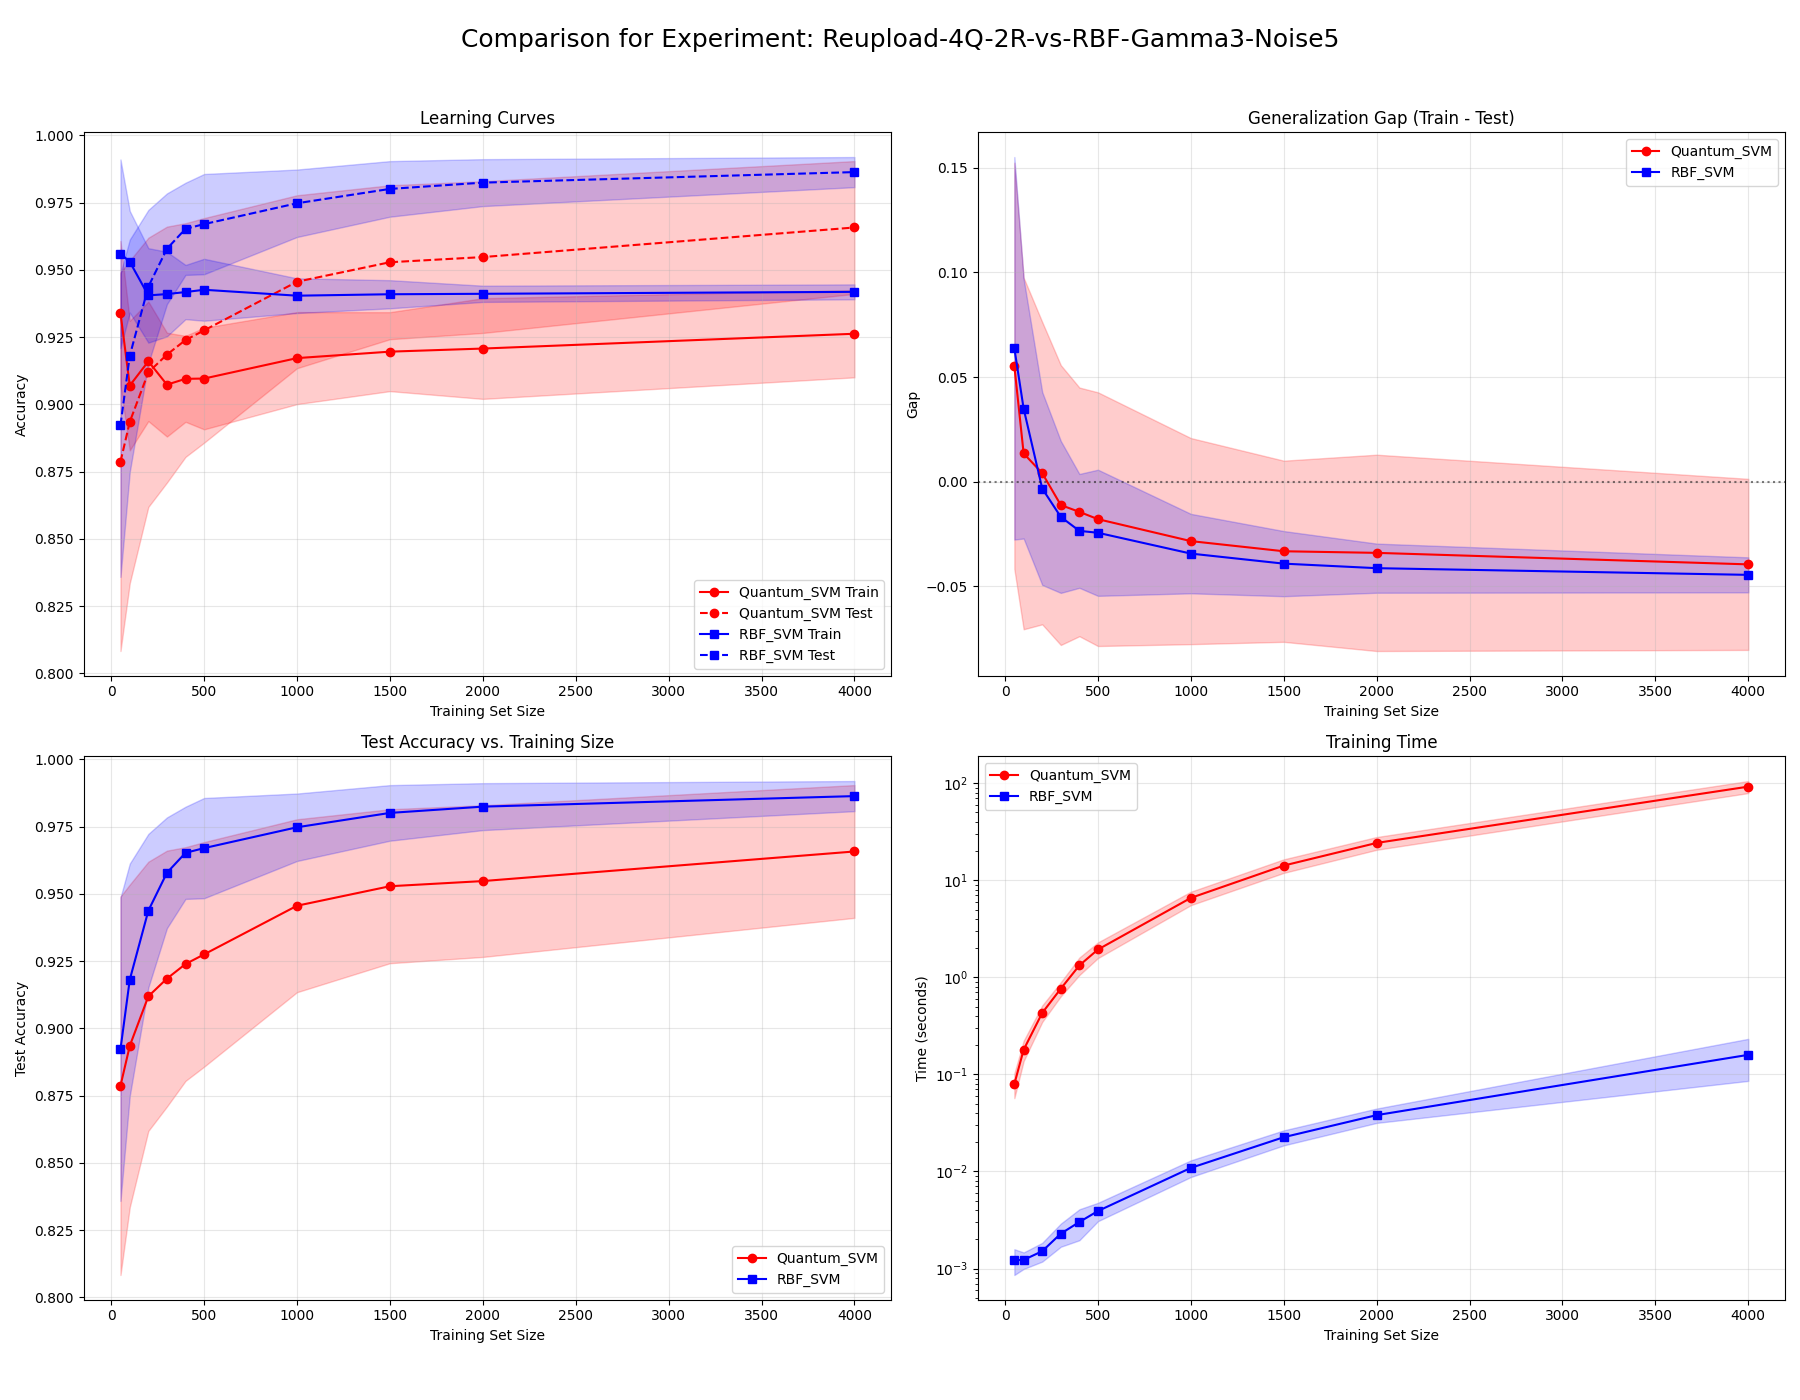 Comparison for Experiment: Reupload-4Q-2R-vs-RBF-Gamma3-Noise5
Learning Curves
Accuracy
1.000
0.975
0.950
0.925
0.900
0.875
0.850
0.825
0.800
Quantum_SVM Train
Quantum_SVM Test
RBF_SVM Train
RBF_SVM Test
0 500 1000 1500 2000 2500 3000 3500 4000
Training Set Size
Generalization Gap (Train - Test)
Gap
0.15
0.10
0.05
0.00
−0.05
Quantum_SVM
RBF_SVM
0 500 1000 1500 2000 2500 3000 3500 4000
Training Set Size
Test Accuracy vs. Training Size
Test Accuracy
1.000
0.975
0.950
0.925
0.900
0.875
0.850
0.825
0.800
Quantum_SVM
RBF_SVM
0 500 1000 1500 2000 2500 3000 3500 4000
Training Set Size
Training Time
Time (seconds)
10²
10¹
10⁰
10⁻¹
10⁻²
10⁻³
Quantum_SVM
RBF_SVM
0 500 1000 1500 2000 2500 3000 3500 4000
Training Set Size